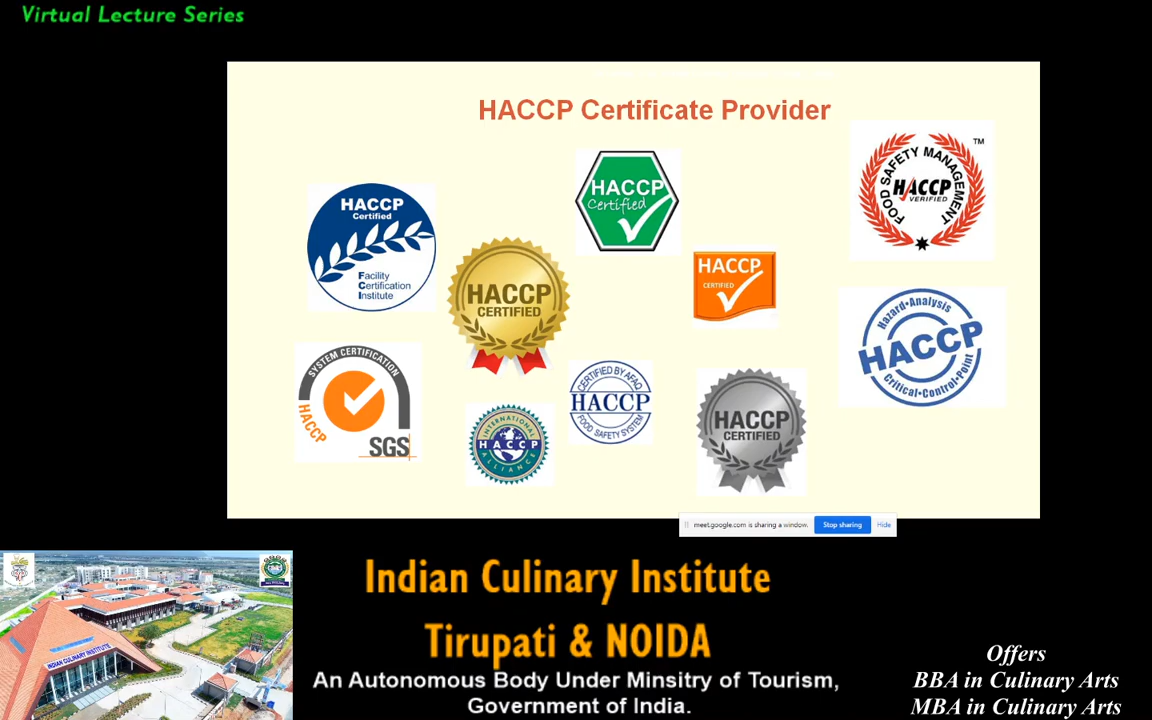 Virtual Lecture Series
HACCP Certificate Provider
HACCP
Certified
Facility
Certification
Institute
HACCP
CERTIFIED
HACCP
Certified
HACCP
CERTIFIED
FOOD SAFETY MANAGEMENT
HACCP
VERIFIED
TM
SYSTEM CERTIFICATION
HACCP
SGS
INTERNATIONAL
HACCP
ALLIANCE
CERTIFIED BY AFAQ
HACCP
FOOD SAFETY SYSTEM
HACCP
CERTIFIED
Hazard•Analysis
HACCP
Critical•Control•Point
meet.google.com is sharing a window.
Stop sharing
Hide
INDIAN CULINARY INSTITUTE
Indian Culinary Institute
Tirupati & NOIDA
An Autonomous Body Under Minsitry of Tourism,
Government of India.
Offers
BBA in Culinary Arts
MBA in Culinary Arts